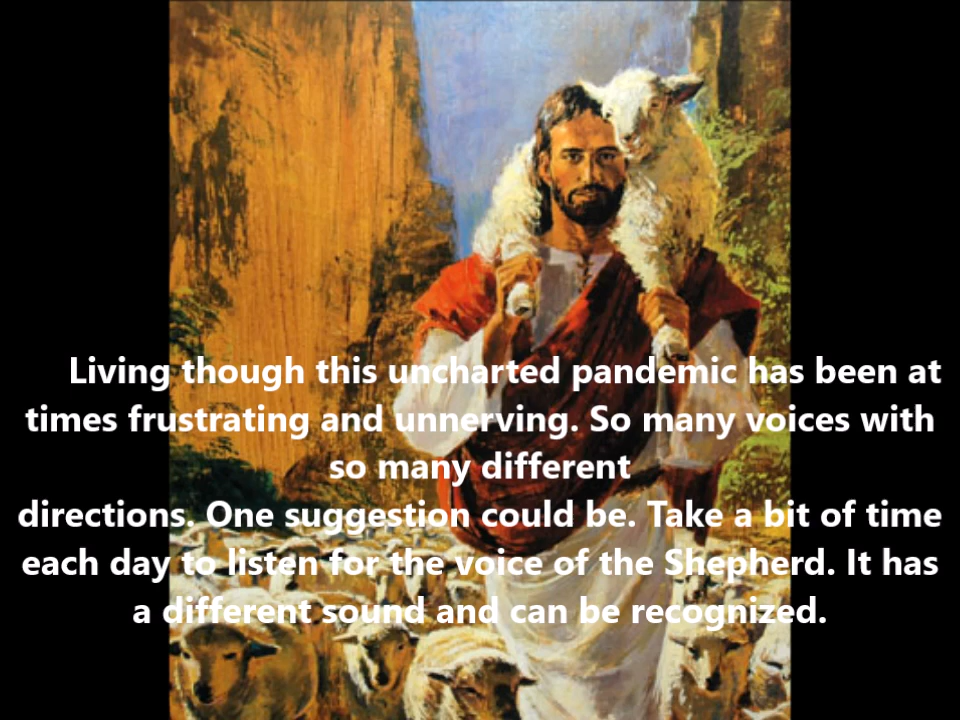 Living though this uncharted pandemic has been at
times frustrating and unnerving. So many voices with
so many different
directions. One suggestion could be. Take a bit of time
each day to listen for the voice of the Shepherd. It has
a different sound and can be recognized.